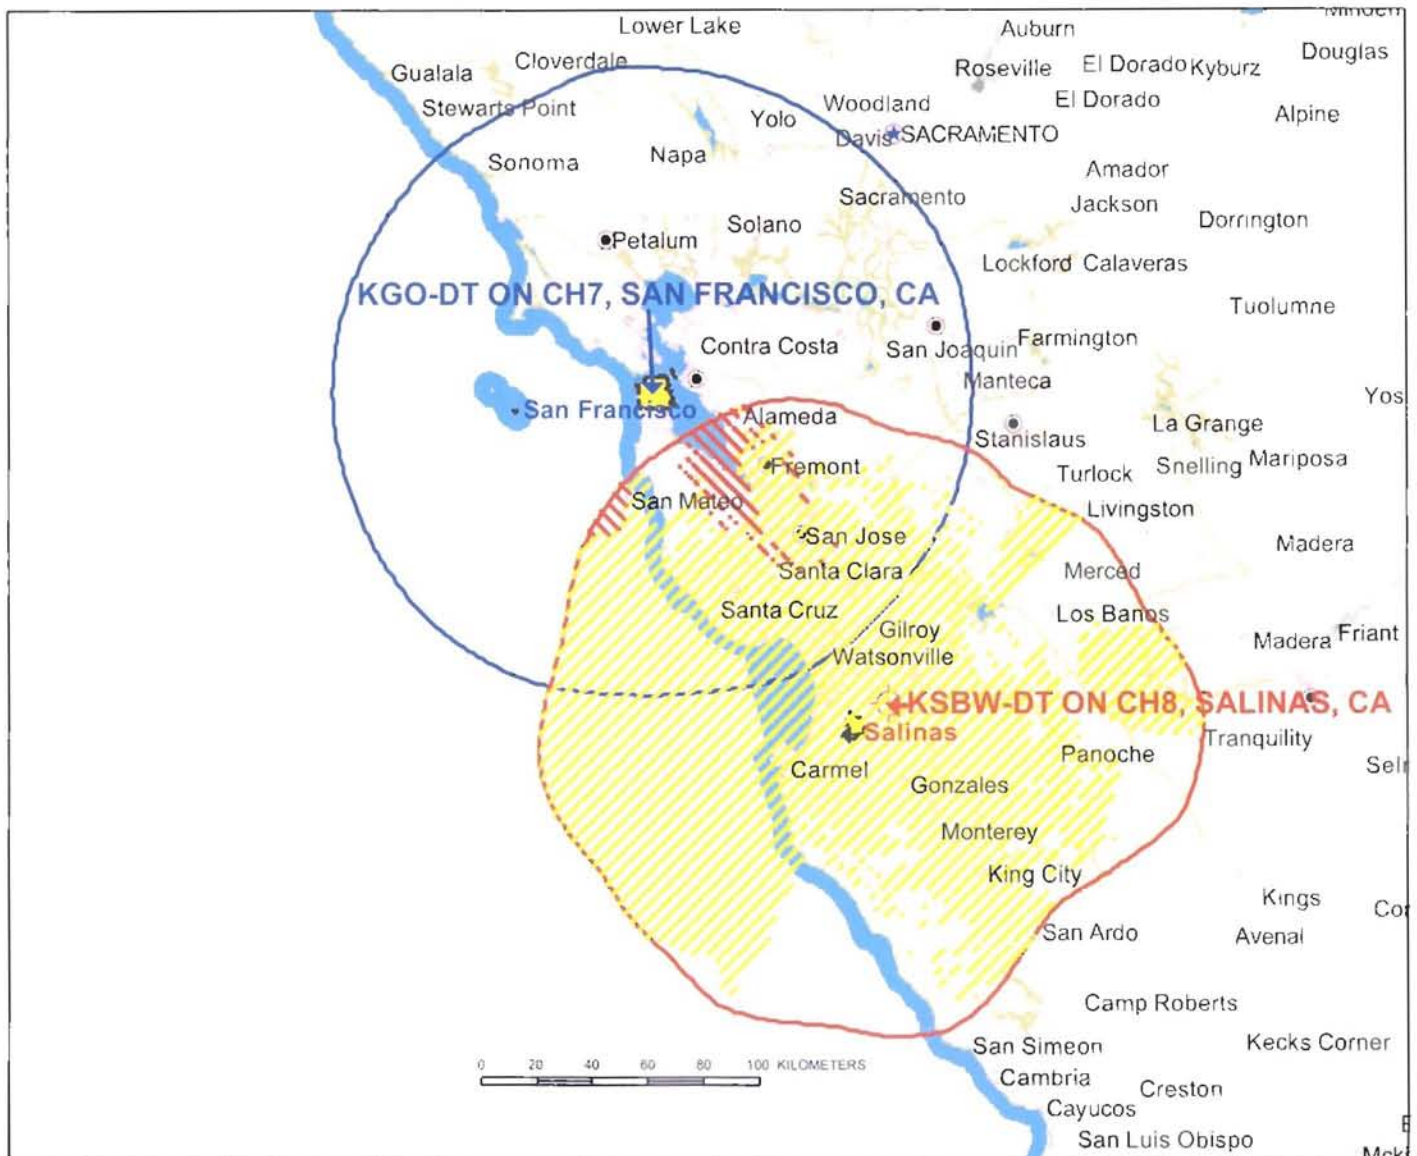 Lower Lake
Auburn
Douglas
Cloverdale
Gualala
Roseville
El Dorado
Kyburz
Stewarts Point
Woodland
El Dorado
Alpine
Yolo
Davis
SACRAMENTO
Sonoma
Napa
Amador
Sacramento
Jackson
Dorrington
Solano
Petalum
Lockford
Calaveras
KGO-DT ON CH7, SAN FRANCISCO, CA
Tuolumne
Contra Costa
San Joaquin
Farmington
Manteca
Yos
San Francisco
Alameda
La Grange
Stanislaus
Fremont
Turlock
Snelling
Mariposa
San Mateo
Livingston
San Jose
Madera
Santa Clara
Merced
Santa Cruz
Los Banos
Gilroy
Madera
Friant
Watsonville
KSBW-DT ON CH8, SALINAS, CA
Salinas
Tranquility
Panoche
Carmel
Gonzales
Monterey
King City
Kings
San Ardo
Avenal
Camp Roberts
San Simeon
Kecks Corner
0 20 40 60 80 100 KILOMETERS
Cambria
Creston
Cayucos
San Luis Obispo